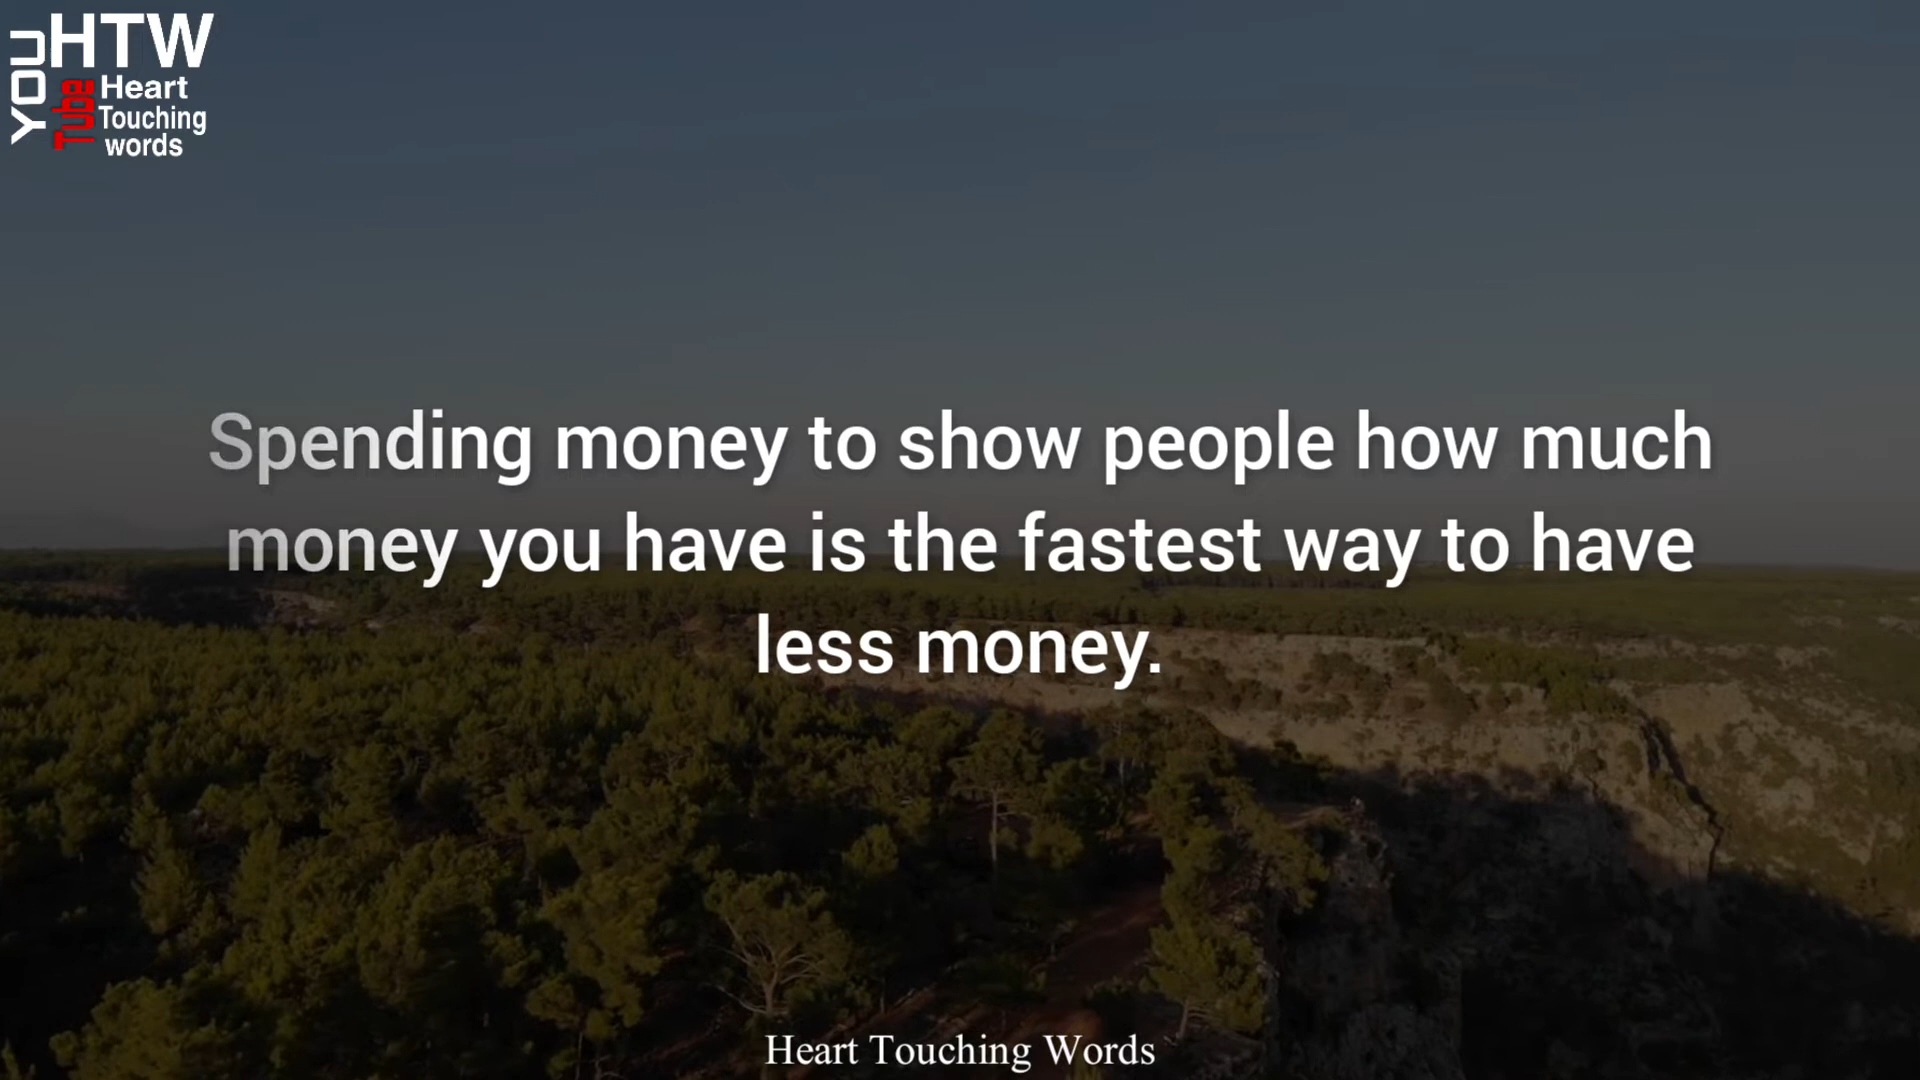 YOU
Tube
HTW
Heart
Touching
words
Spending money to show people how much
money you have is the fastest way to have
less money.
Heart Touching Words